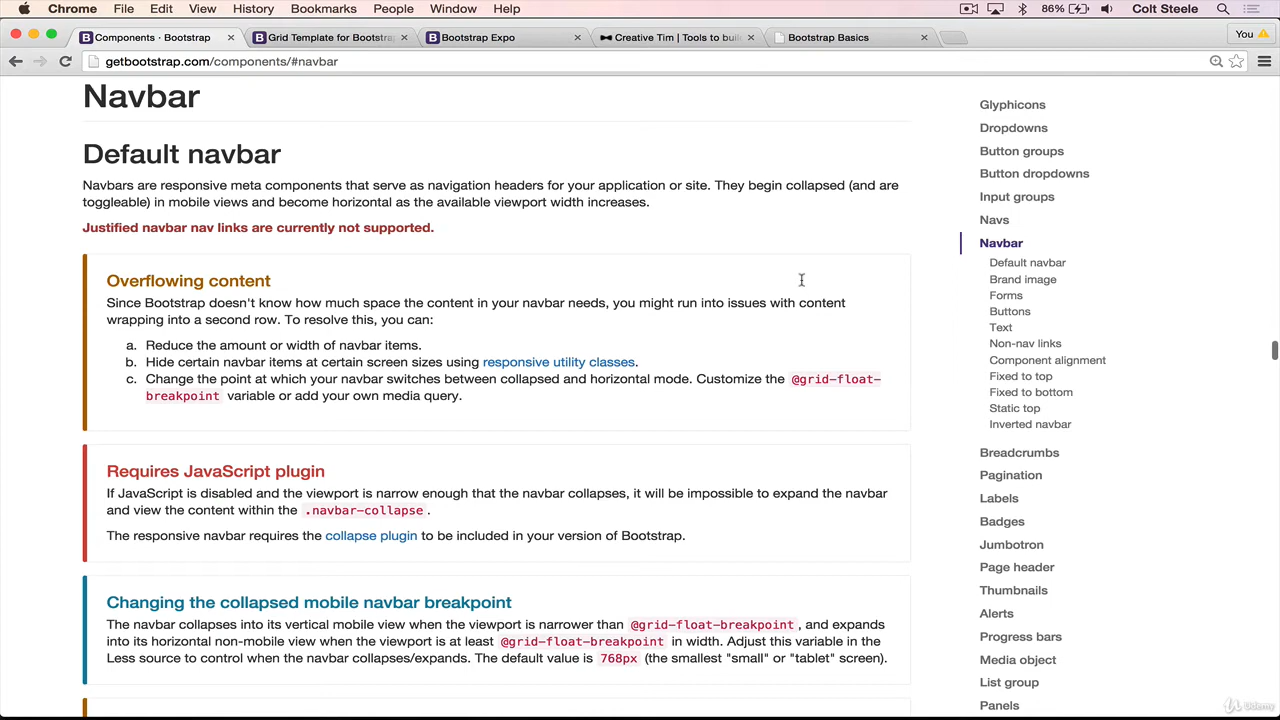 Chrome File Edit View History Bookmarks People Window Help 86% Colt Steele
Components · Bootstrap Grid Template for Bootstra Bootstrap Expo Creative Tim | Tools to buil Bootstrap Basics You
getbootstrap.com/components/#navbar
Navbar
Default navbar
Navbars are responsive meta components that serve as navigation headers for your application or site. They begin collapsed (and are
toggleable) in mobile views and become horizontal as the available viewport width increases.
Justified navbar nav links are currently not supported.
Overflowing content
Since Bootstrap doesn't know how much space the content in your navbar needs, you might run into issues with content
wrapping into a second row. To resolve this, you can:
a. Reduce the amount or width of navbar items.
b. Hide certain navbar items at certain screen sizes using responsive utility classes.
c. Change the point at which your navbar switches between collapsed and horizontal mode. Customize the @grid-float-
breakpoint variable or add your own media query.
Requires JavaScript plugin
If JavaScript is disabled and the viewport is narrow enough that the navbar collapses, it will be impossible to expand the navbar
and view the content within the .navbar-collapse.
The responsive navbar requires the collapse plugin to be included in your version of Bootstrap.
Changing the collapsed mobile navbar breakpoint
The navbar collapses into its vertical mobile view when the viewport is narrower than @grid-float-breakpoint, and expands
into its horizontal non-mobile view when the viewport is at least @grid-float-breakpoint in width. Adjust this variable in the
Less source to control when the navbar collapses/expands. The default value is 768px (the smallest "small" or "tablet" screen).
Glyphicons
Dropdowns
Button groups
Button dropdowns
Input groups
Navs
Navbar
Default navbar
Brand image
Forms
Buttons
Text
Non-nav links
Component alignment
Fixed to top
Fixed to bottom
Static top
Inverted navbar
Breadcrumbs
Pagination
Labels
Badges
Jumbotron
Page header
Thumbnails
Alerts
Progress bars
Media object
List group
Panels
Udemy